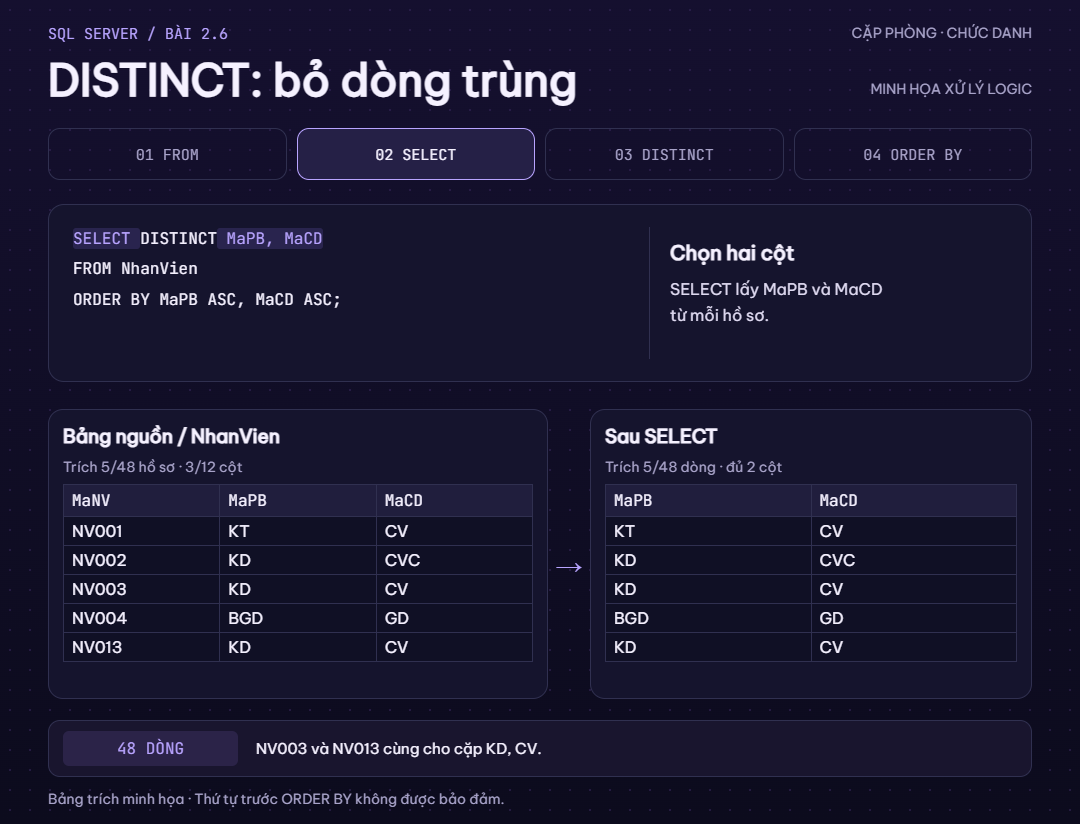 SQL SERVER / BÀI 2.6
CẶP PHÒNG · CHỨC DANH
DISTINCT: bỏ dòng trùng
MINH HỌA XỬ LÝ LOGIC
01 FROM
02 SELECT
03 DISTINCT
04 ORDER BY
SELECT DISTINCT MaPB, MaCD
FROM NhanVien
ORDER BY MaPB ASC, MaCD ASC;
Chọn hai cột
SELECT lấy MaPB và MaCD
từ mỗi hồ sơ.
Bảng nguồn / NhanVien
Trích 5/48 hồ sơ · 3/12 cột
MaNV MaPB MaCD
NV001 KT CV
NV002 KD CVC
NV003 KD CV
NV004 BGD GD
NV013 KD CV
→
Sau SELECT
Trích 5/48 dòng · đủ 2 cột
MaPB MaCD
KT CV
KD CVC
KD CV
BGD GD
KD CV
48 DÒNG
NV003 và NV013 cùng cho cặp KD, CV.
Bảng trích minh họa · Thứ tự trước ORDER BY không được bảo đảm.